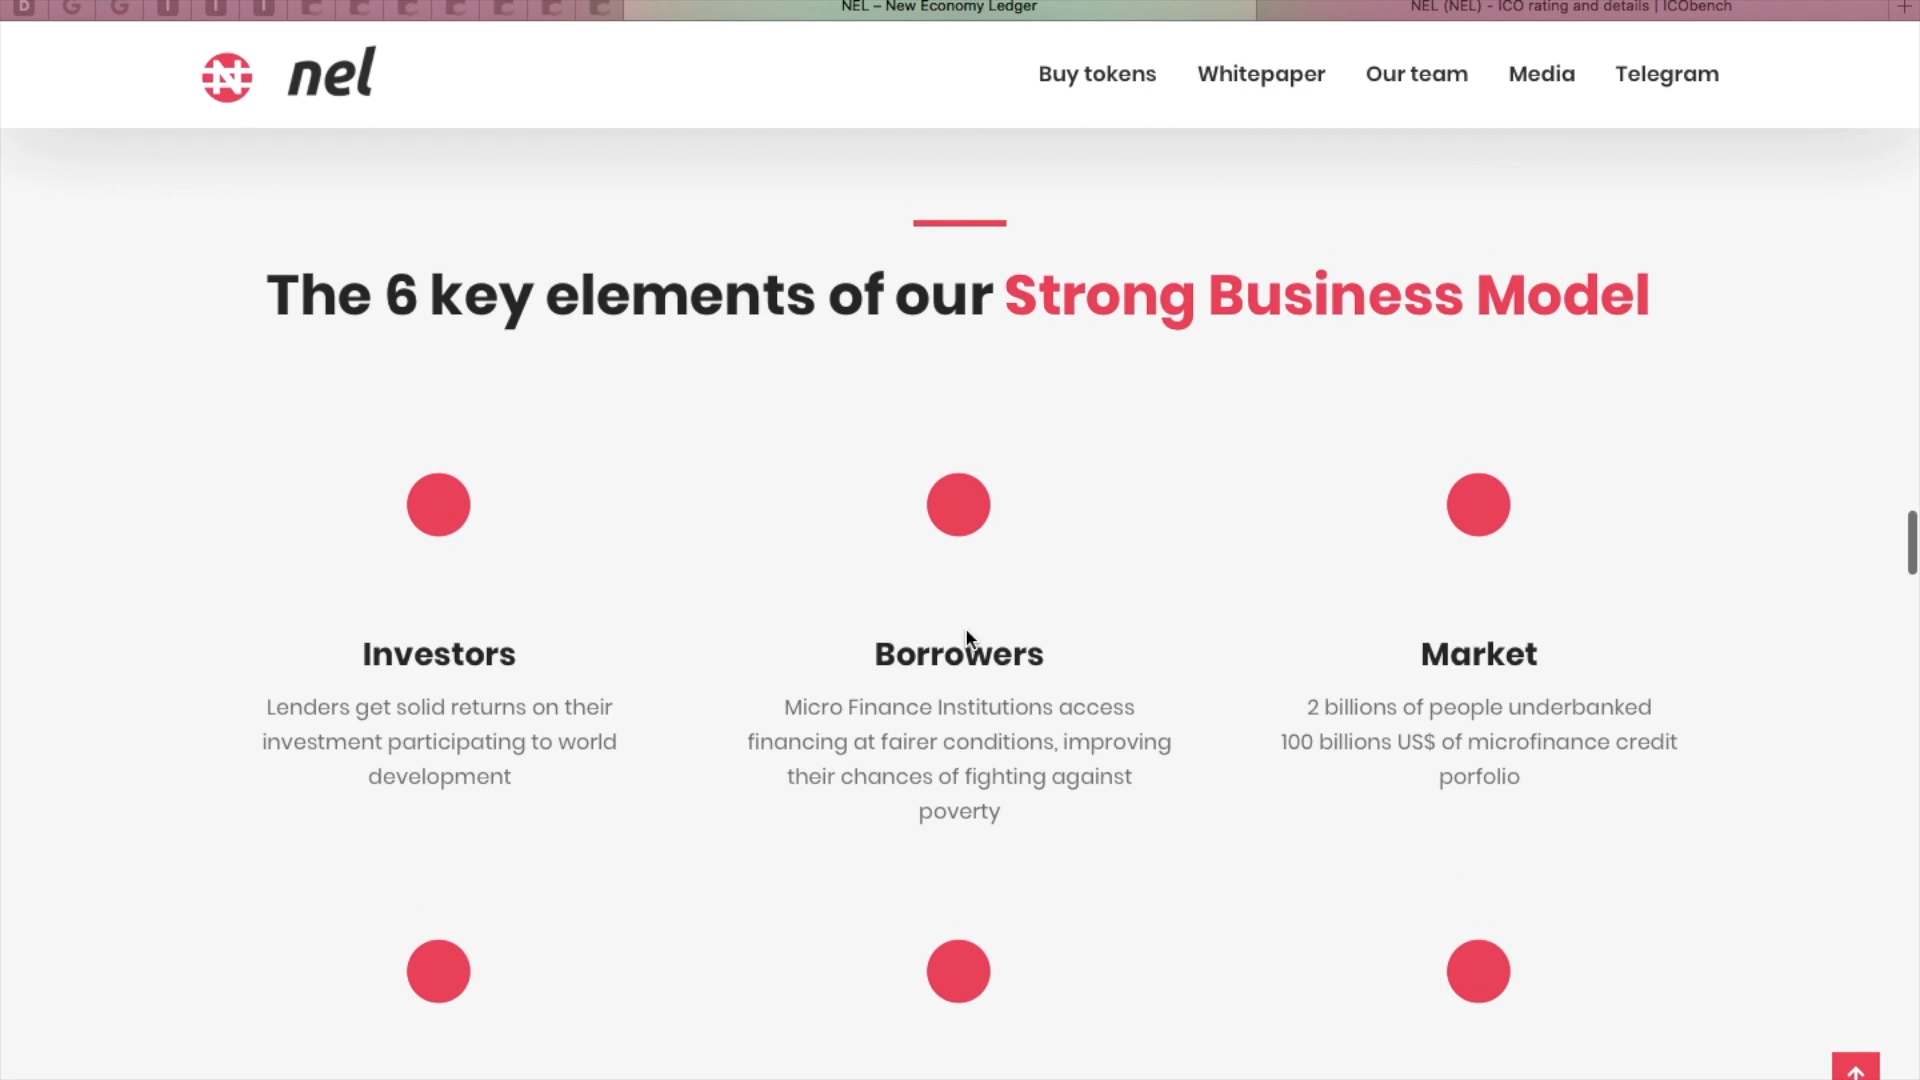 NEL – New Economy Ledger
NEL (NEL) - ICO rating and details | ICObench
nel
Buy tokens
Whitepaper
Our team
Media
Telegram
The 6 key elements of our Strong Business Model
Investors
Lenders get solid returns on their
investment participating to world
development
Borrowers
Micro Finance Institutions access
financing at fairer conditions, improving
their chances of fighting against
poverty
Market
2 billions of people underbanked
100 billions US$ of microfinance credit
porfolio